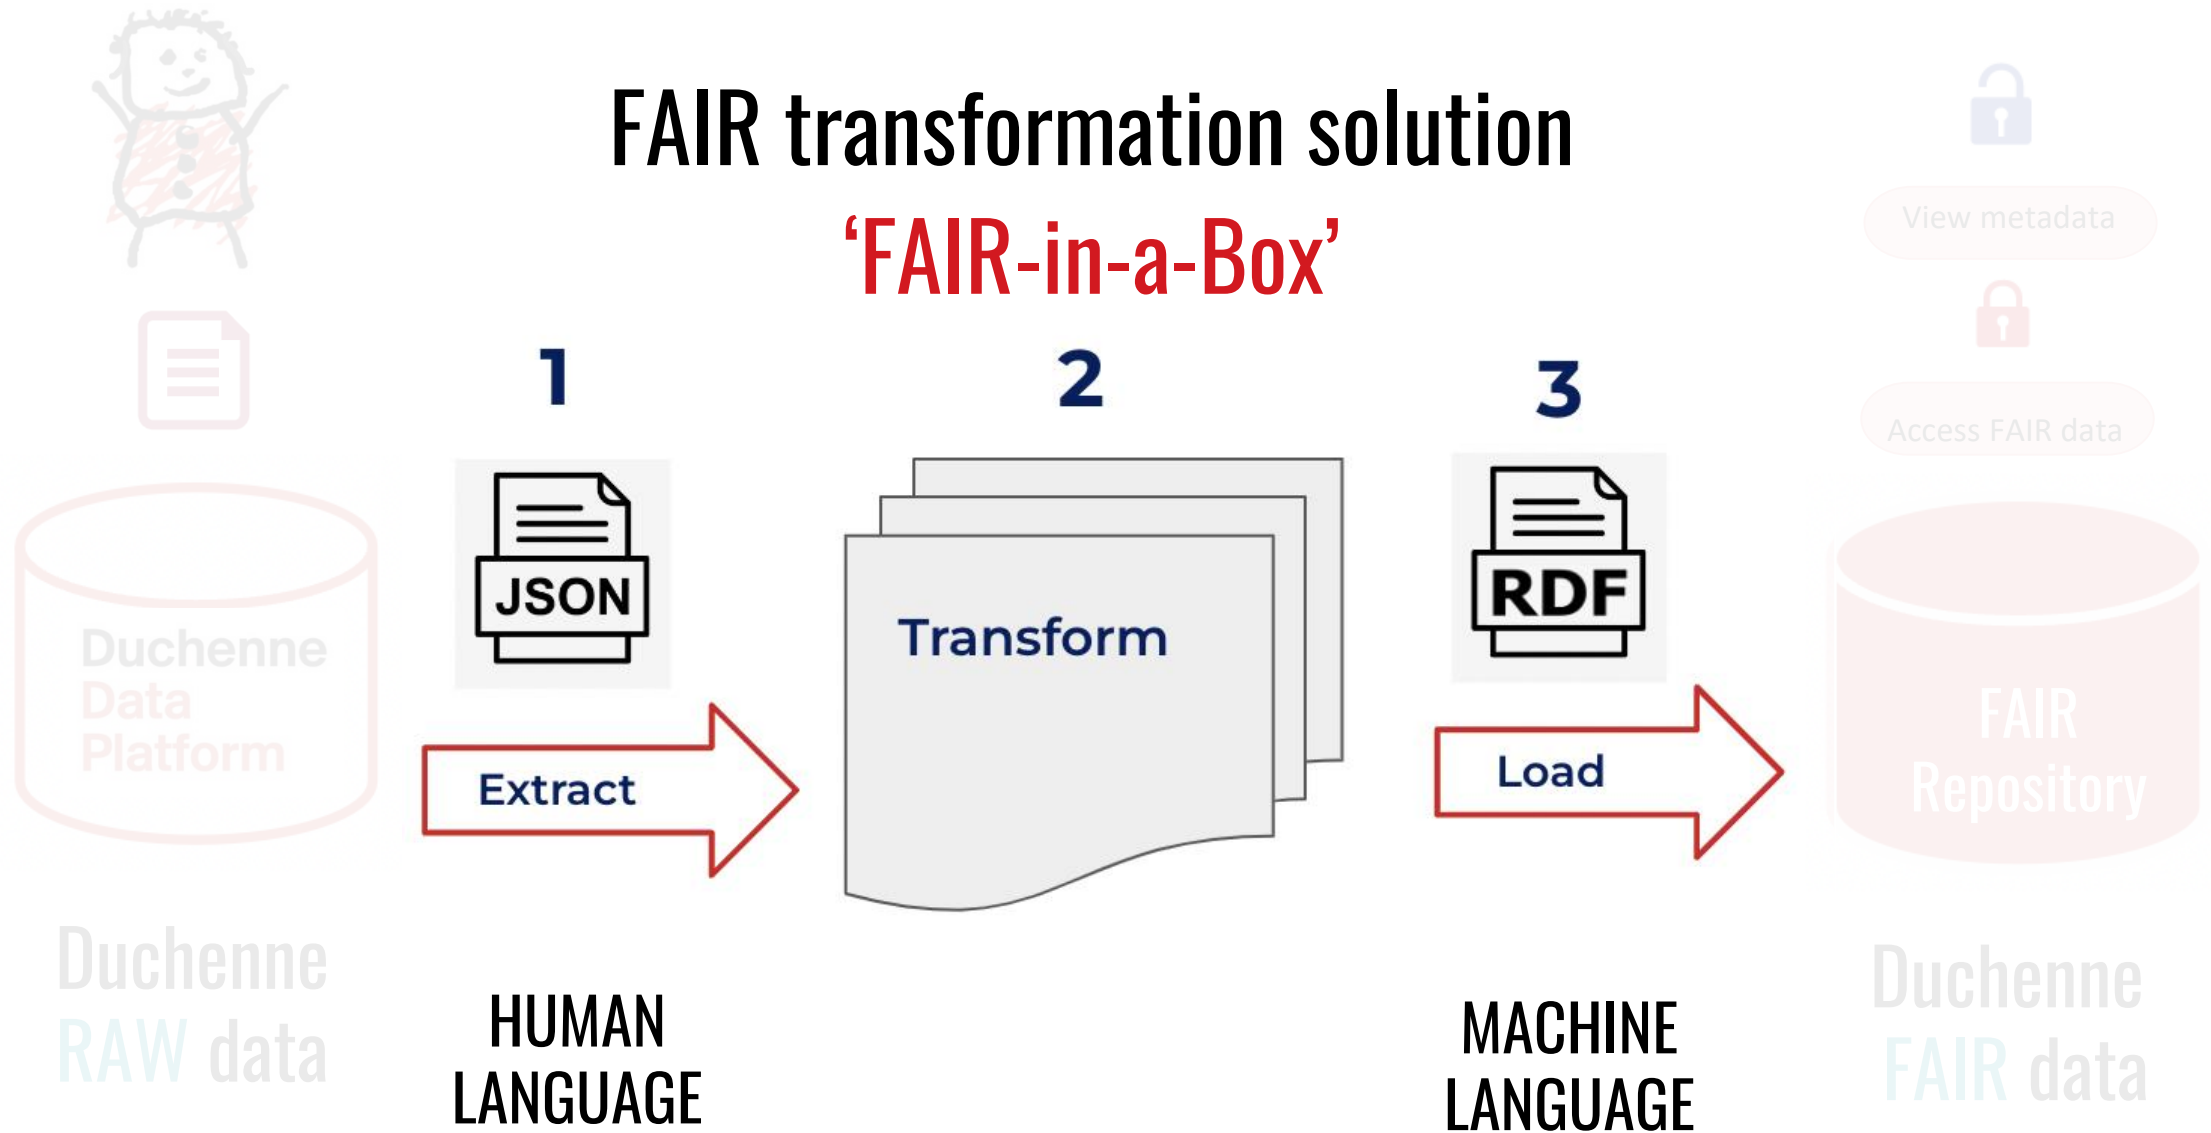 FAIR transformation solution
‘FAIR-in-a-Box’
View metadata
Access FAIR data
1
2
3
JSON
Transform
RDF
Duchenne
Data
Platform
Extract
Load
FAIR
Repository
Duchenne
RAW data
HUMAN
LANGUAGE
MACHINE
LANGUAGE
Duchenne
FAIR data